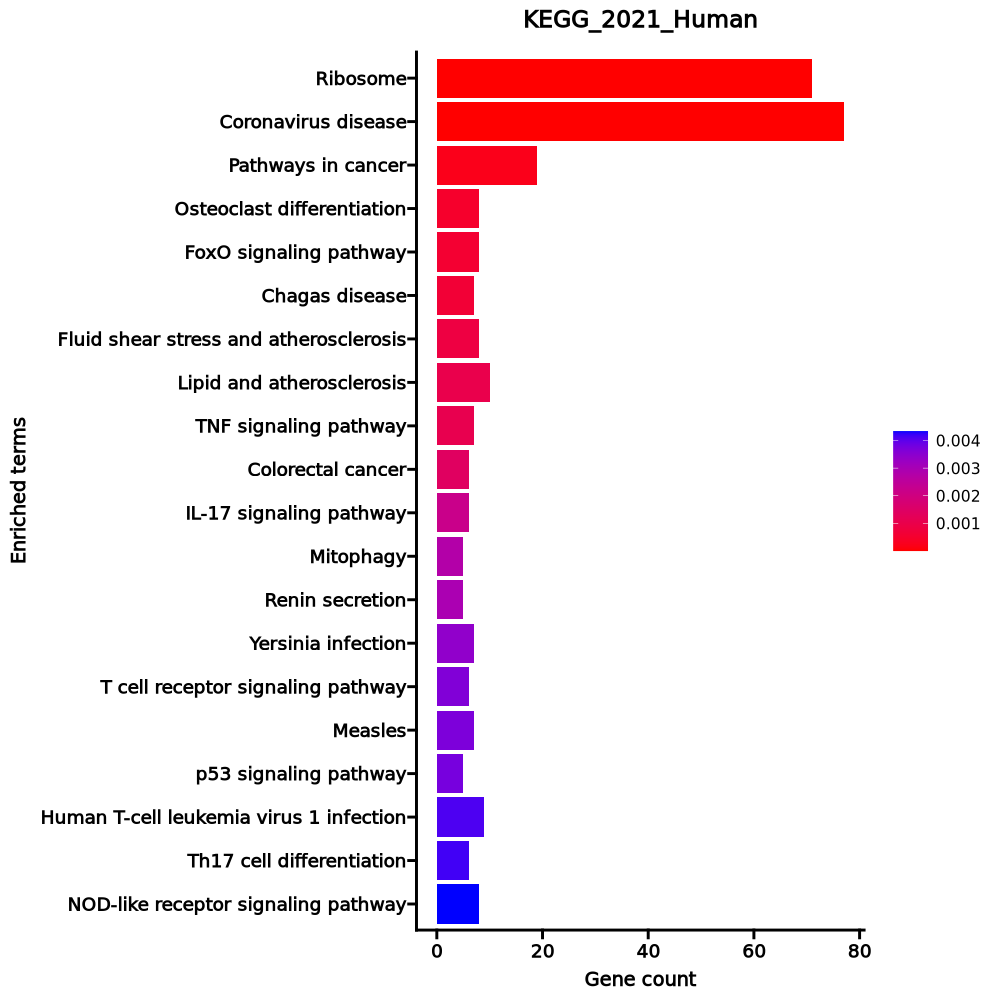 KEGG_2021_Human
Ribosome
Coronavirus disease
Pathways in cancer
Osteoclast differentiation
FoxO signaling pathway
Chagas disease
Fluid shear stress and atherosclerosis
Lipid and atherosclerosis
TNF signaling pathway
Colorectal cancer
IL-17 signaling pathway
Mitophagy
Renin secretion
Yersinia infection
T cell receptor signaling pathway
Measles
p53 signaling pathway
Human T-cell leukemia virus 1 infection
Th17 cell differentiation
NOD-like receptor signaling pathway
Enriched terms
0 20 40 60 80
Gene count
0.004
0.003
0.002
0.001